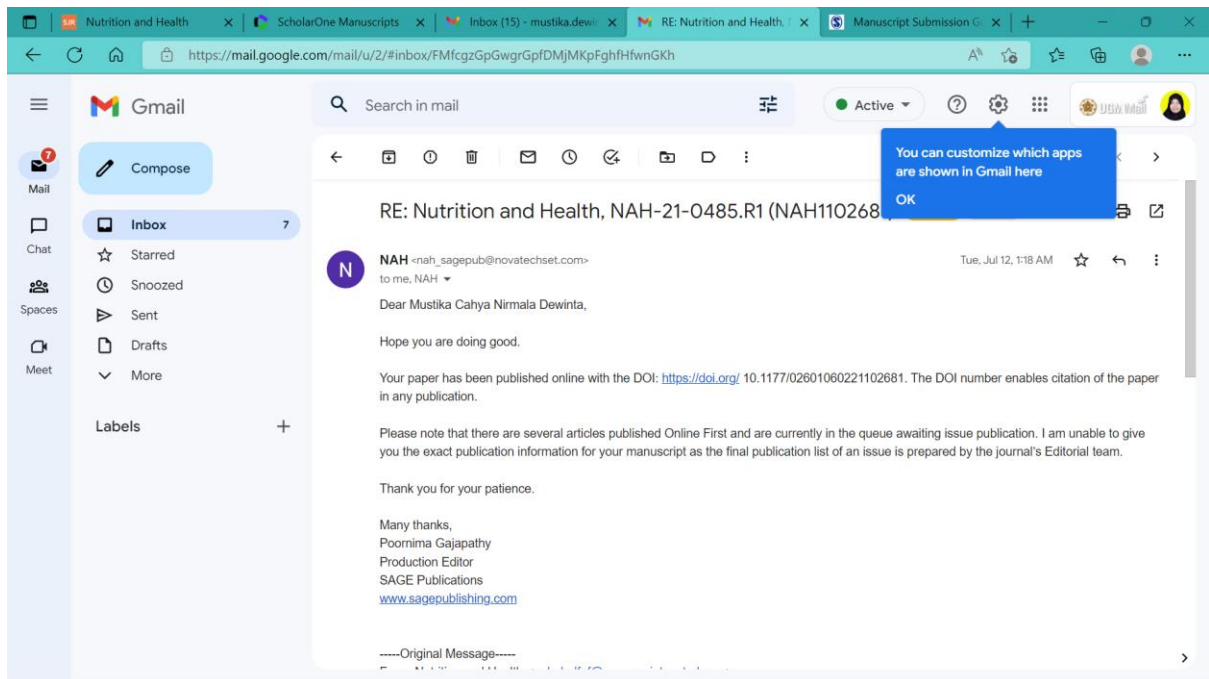 Nutrition and Health
ScholarOne Manuscripts
Inbox (15) - mustika.dewi
RE: Nutrition and Health,
Manuscript Submission G
https://mail.google.com/mail/u/2/#inbox/FMfcgzGpGwgrGpfDMjMKpFghfHfwnGKh
Gmail
Search in mail
Active
UGM Mail
7
Mail
Chat
Spaces
Meet
Compose
Inbox 7
Starred
Snoozed
Sent
Drafts
More
Labels
You can customize which apps
are shown in Gmail here
OK
RE: Nutrition and Health, NAH-21-0485.R1 (NAH110268
N
NAH <nah_sagepub@novatechset.com>
Tue, Jul 12, 1:18 AM
to me, NAH
Dear Mustika Cahya Nirmala Dewinta,
Hope you are doing good.
Your paper has been published online with the DOI: https://doi.org/ 10.1177/02601060221102681. The DOI number enables citation of the paper
in any publication.
Please note that there are several articles published Online First and are currently in the queue awaiting issue publication. I am unable to give
you the exact publication information for your manuscript as the final publication list of an issue is prepared by the journal's Editorial team.
Thank you for your patience.
Many thanks,
Poornima Gajapathy
Production Editor
SAGE Publications
www.sagepublishing.com
-----Original Message-----